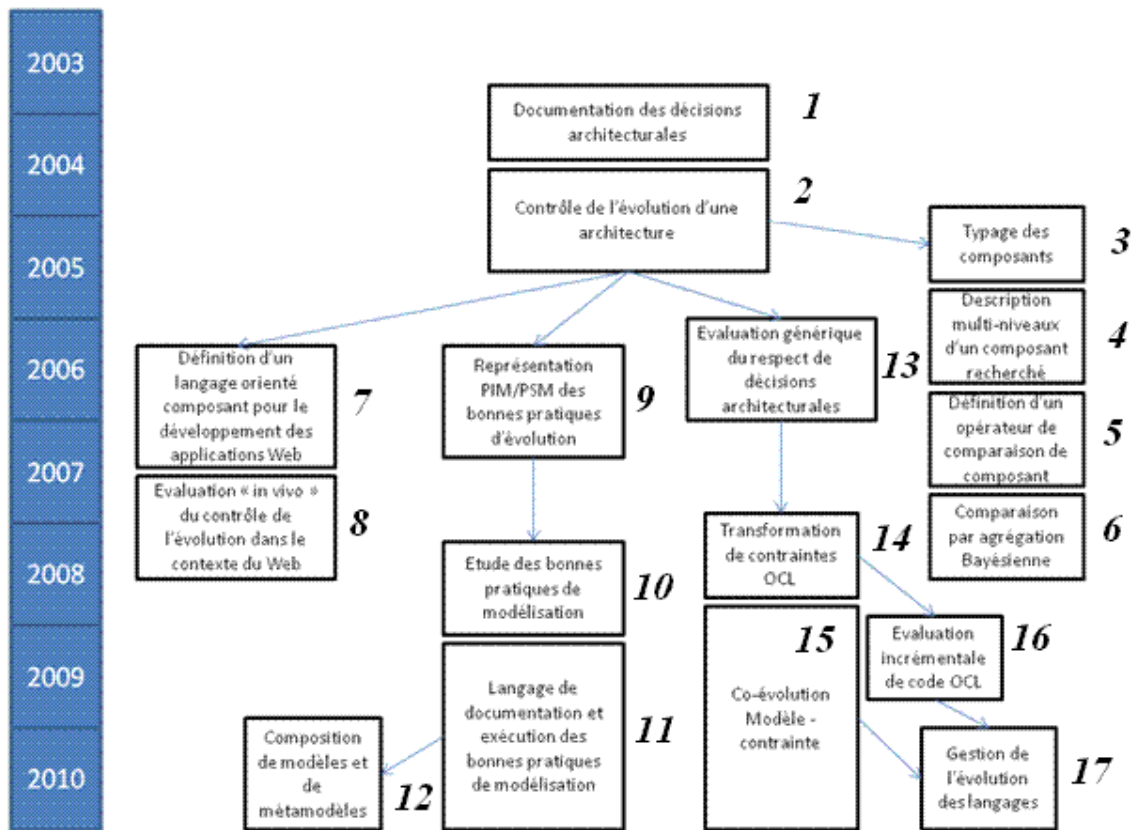 2003
2004
2005
2006
2007
2008
2009
2010
Documentation des décisions
architecturales
1
Contrôle de l'évolution d'une
architecture
2
Typage des
composants
3
Description
multi-niveaux
d'un composant
recherché
4
Définition d'un
opérateur de
comparaison de
composant
5
Comparaison
par agrégation
Bayésienne
6
Définition d'un
langage orienté
composant pour le
développement des
applications Web
7
Evaluation « in vivo »
du contrôle de
l'évolution dans le
contexte du Web
8
Représentation
PIM/PSM des
bonnes pratiques
d'évolution
9
Etude des bonnes
pratiques de
modélisation
10
Langage de
documentation et
exécution des
bonnes pratiques
de modélisation
11
Composition
de modèles et
de
métamodèles
12
Evaluation générique
du respect de
décisions
architecturales
13
Transformation
de contraintes
OCL
14
15
Co-évolution
Modèle -
contrainte
Evaluation
incrémentale
de code OCL
16
Gestion de
l'évolution
des langages
17